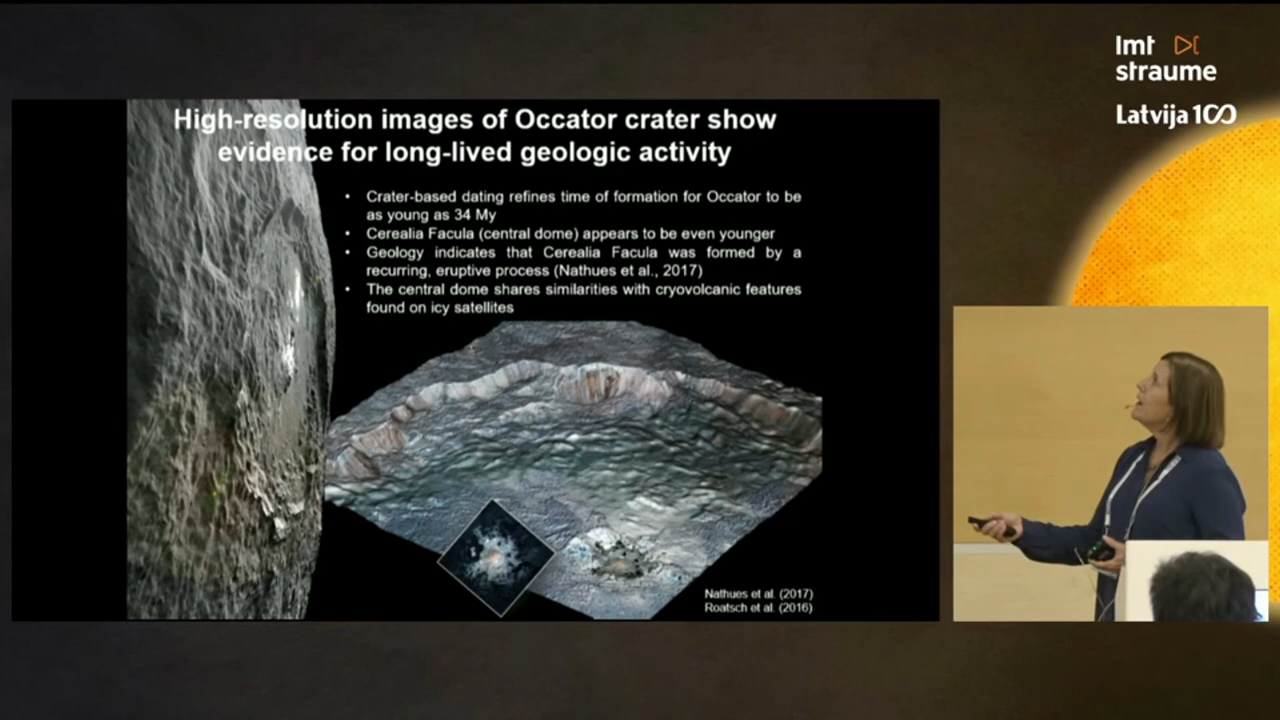 lmt
straume
Latvija 100
High-resolution images of Occator crater show
evidence for long-lived geologic activity
• Crater-based dating refines time of formation for Occator to be
as young as 34 My
• Cerealia Facula (central dome) appears to be even younger
• Geology indicates that Cerealia Facula was formed by a
recurring, eruptive process (Nathues et al., 2017)
• The central dome shares similarities with cryovolcanic features
found on icy satellites
Nathues et al. (2017)
Roatsch et al. (2016)